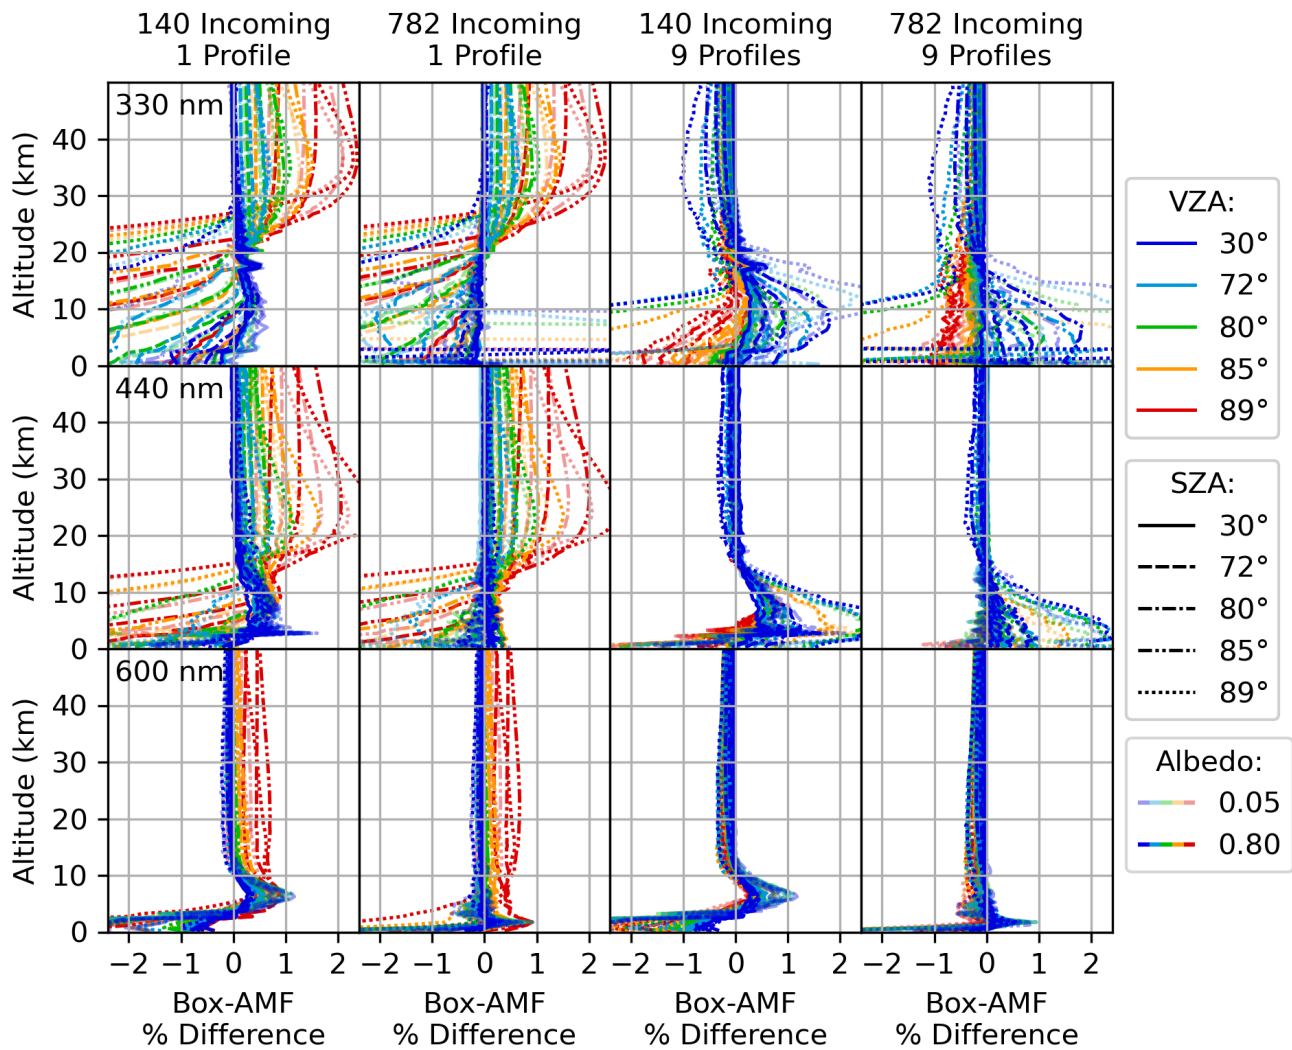 140 Incoming
1 Profile
782 Incoming
1 Profile
140 Incoming
9 Profiles
782 Incoming
9 Profiles
330 nm
Altitude (km)
40
30
20
10
0
440 nm
Altitude (km)
40
30
20
10
0
600 nm
Altitude (km)
40
30
20
10
0
−2 −1 0 1 2
−2 −1 0 1 2
−2 −1 0 1 2
−2 −1 0 1 2
Box-AMF
% Difference
Box-AMF
% Difference
Box-AMF
% Difference
Box-AMF
% Difference
VZA:
30°
72°
80°
85°
89°
SZA:
30°
72°
80°
85°
89°
Albedo:
0.05
0.80